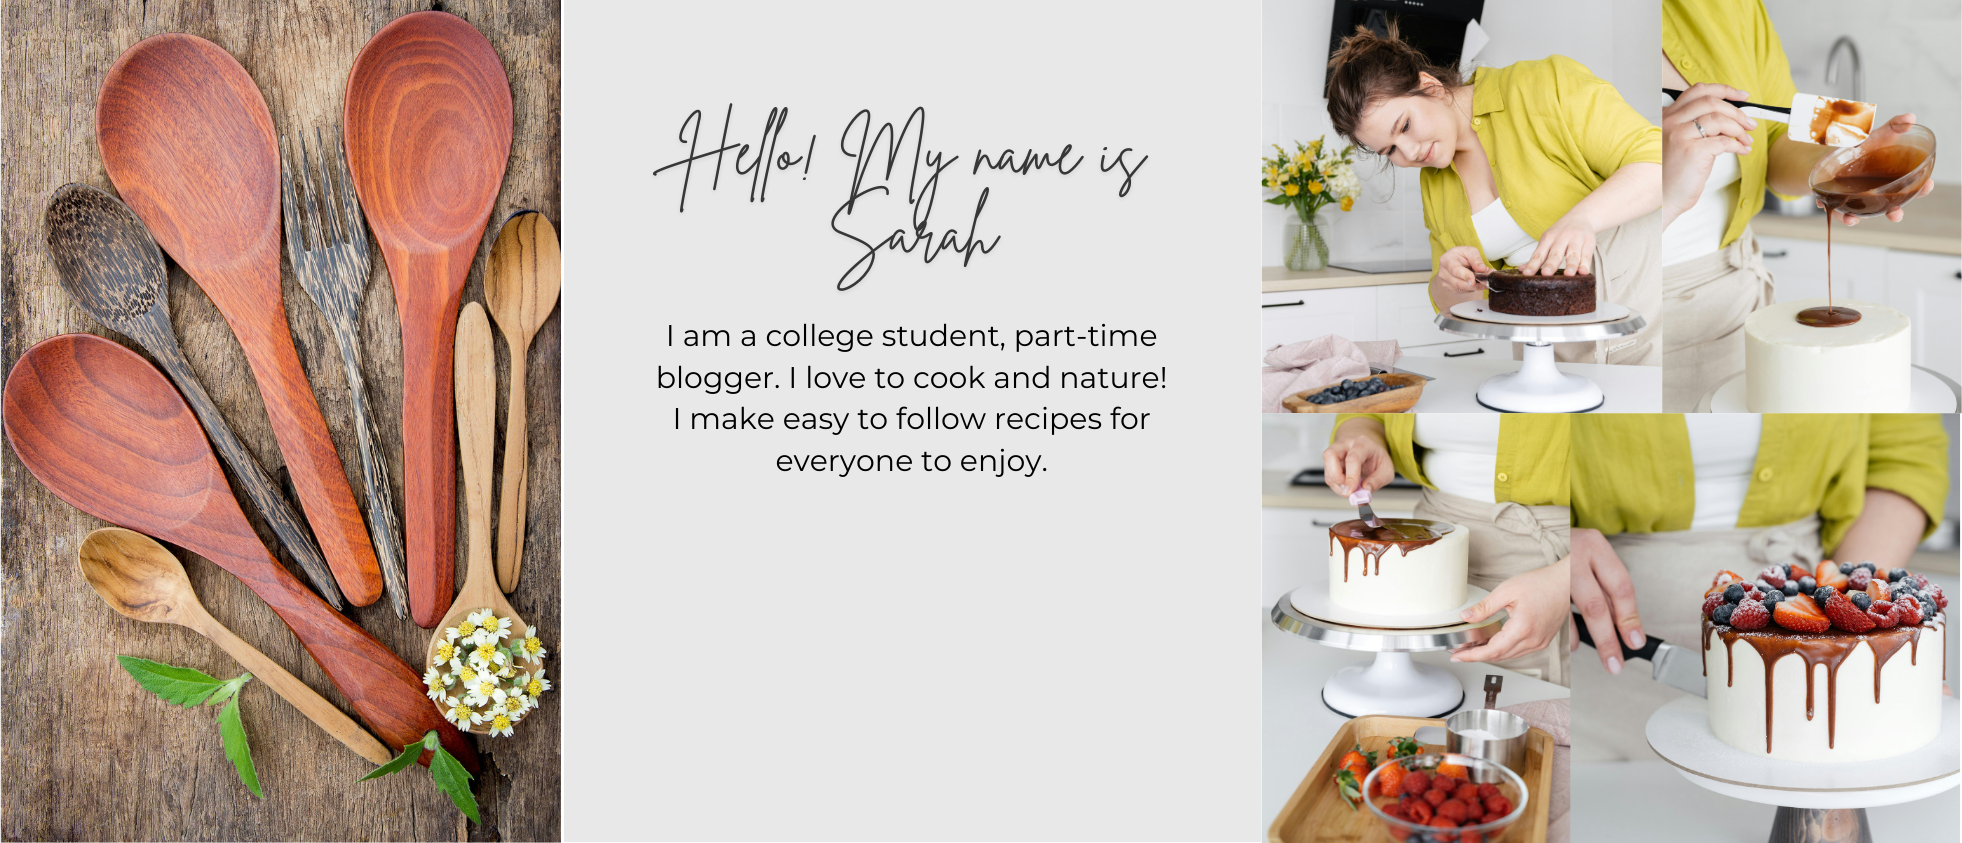 Hello! My name is
Sarah
I am a college student, part-time
blogger. I love to cook and nature!
I make easy to follow recipes for
everyone to enjoy.